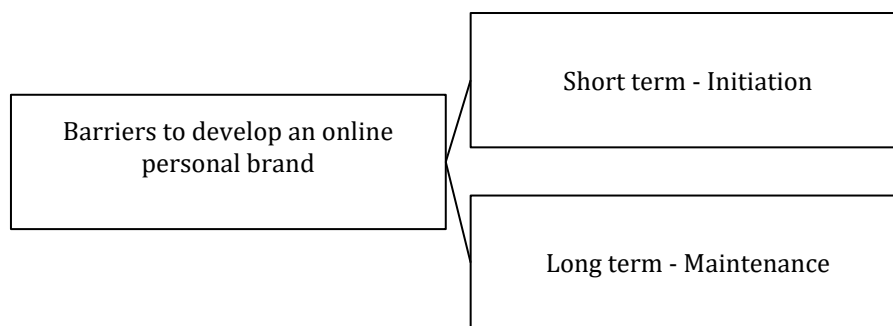 Barriers to develop an online
personal brand
Short term - Initiation
Long term - Maintenance